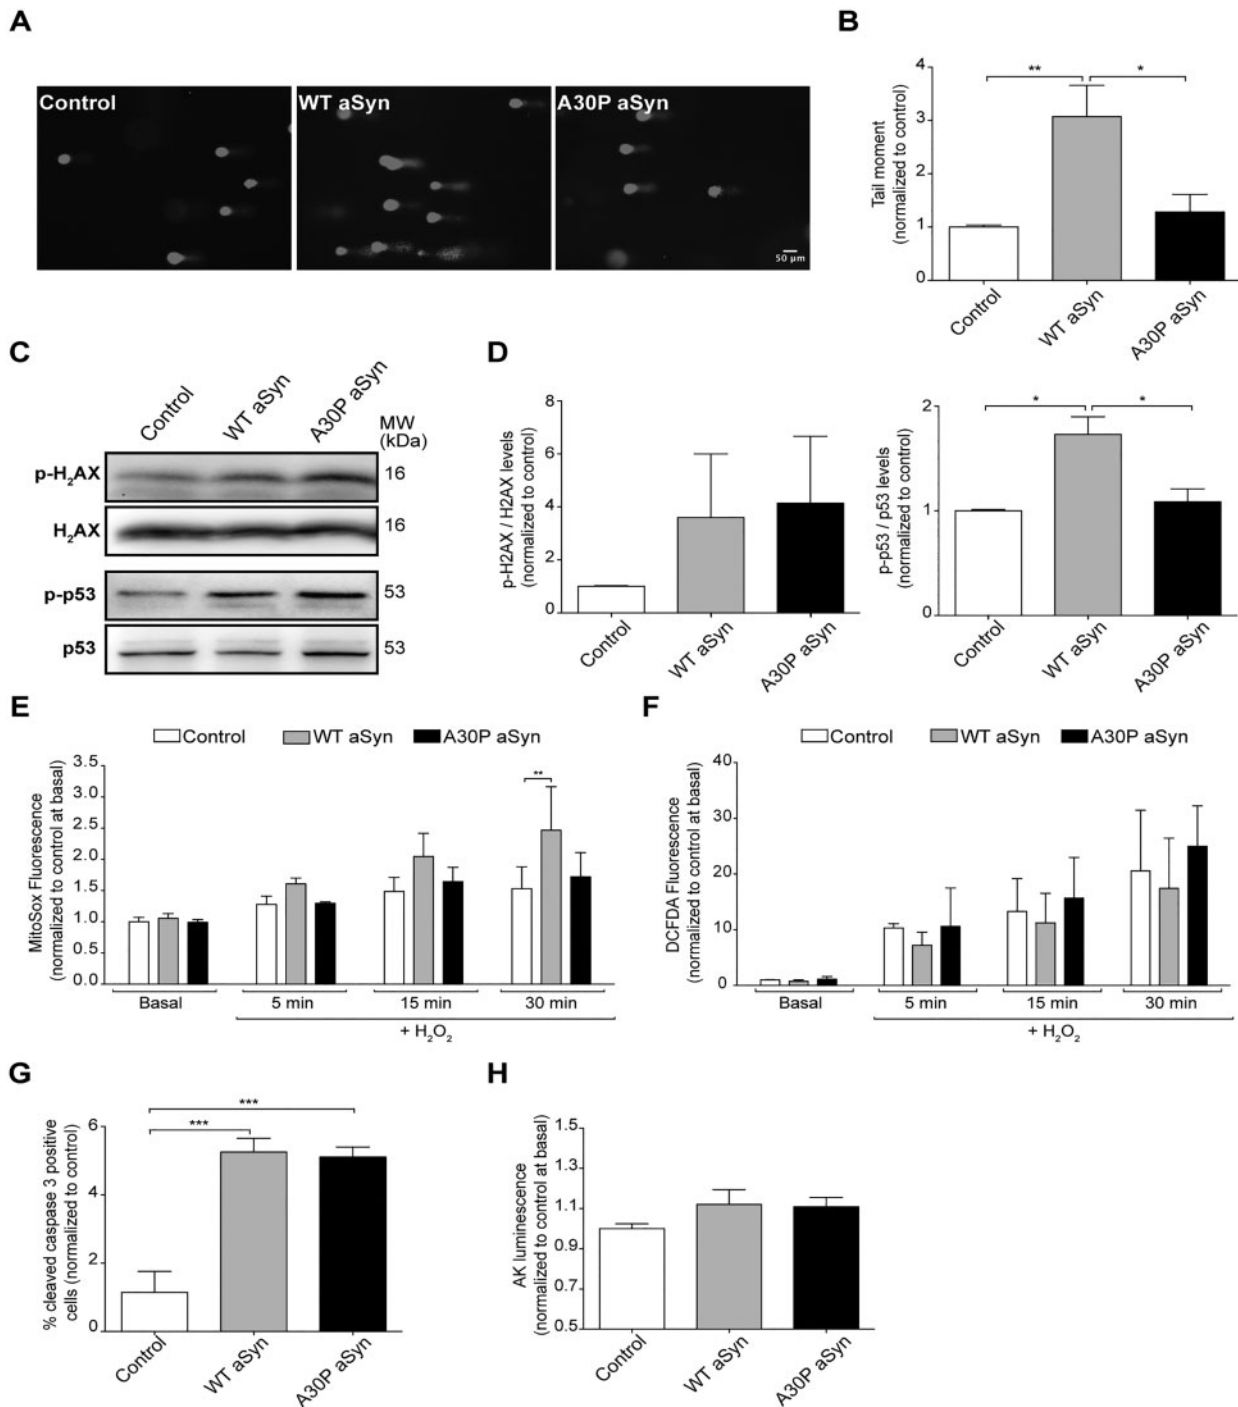 A
Control
WT aSyn
A30P aSyn
50 µm
B
Tail moment
(normalized to control)
4
3
2
1
0
**
*
Control
WT aSyn
A30P aSyn
C
Control
WT aSyn
A30P aSyn
MW
(kDa)
p-H₂AX
16
H₂AX
16
p-p53
53
p53
53
D
p-H2AX / H2AX levels
(normalized to control)
8
6
4
2
0
Control
WT aSyn
A30P aSyn
p-p53 / p53 levels
(normalized to control)
2
1
0
*
*
Control
WT aSyn
A30P aSyn
E
Control
WT aSyn
A30P aSyn
MitoSox Fluorescence
(normalized to control at basal)
3.5
3.0
2.5
2.0
1.5
1.0
0.5
0.0
**
Basal
5 min
15 min
30 min
+ H₂O₂
F
Control
WT aSyn
A30P aSyn
DCFDA Fluorescence
(normalized to control at basal)
40
30
20
10
0
Basal
5 min
15 min
30 min
+ H₂O₂
G
% cleaved caspase 3 positive
cells (normalized to control)
6
4
2
0
***
***
Control
WT aSyn
A30P aSyn
H
AK luminescence
(normalized to control at basal)
1.5
1.3
1.1
0.9
0.7
0.5
Control
WT aSyn
A30P aSyn